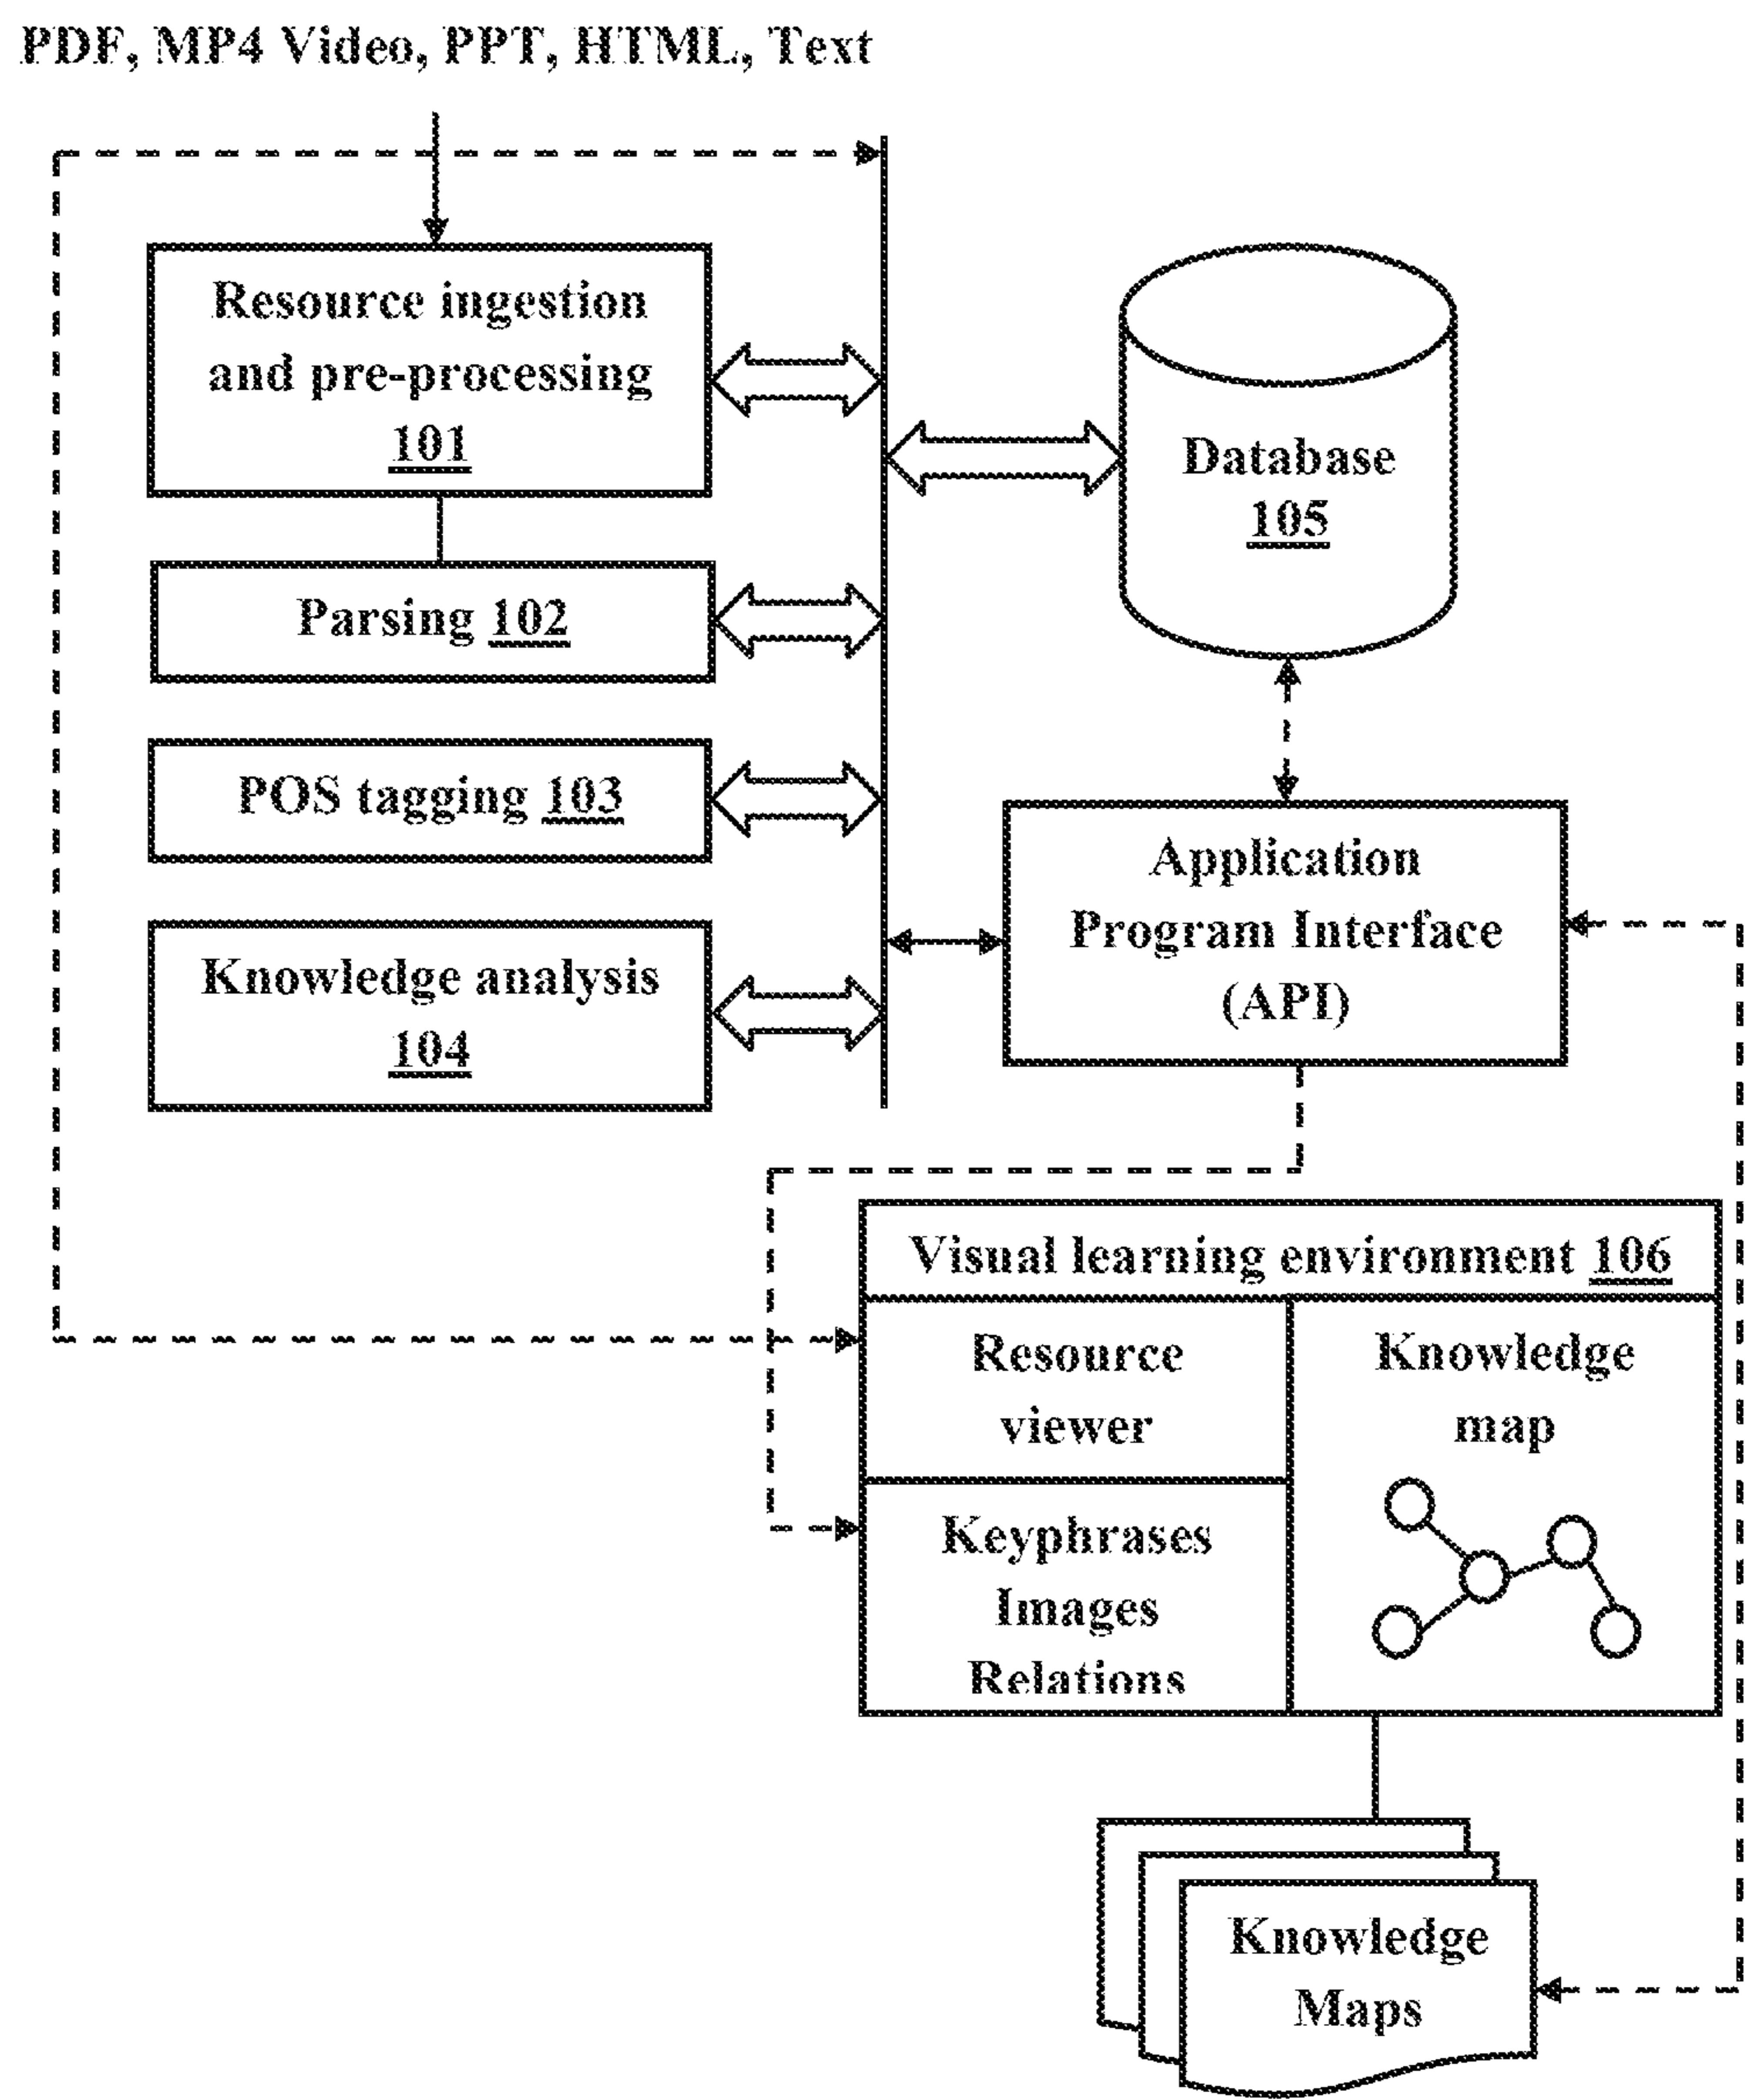 PDF, MP4 Video, PPT, HTML, Text
Resource ingestion
and pre-processing
101
Parsing 102
POS tagging 103
Knowledge analysis
104
Database
105
Application
Program Interface
(API)
Visual learning environment 106
Resource
viewer
Keyphrases
Images
Relations
Knowledge
map
Knowledge
Maps